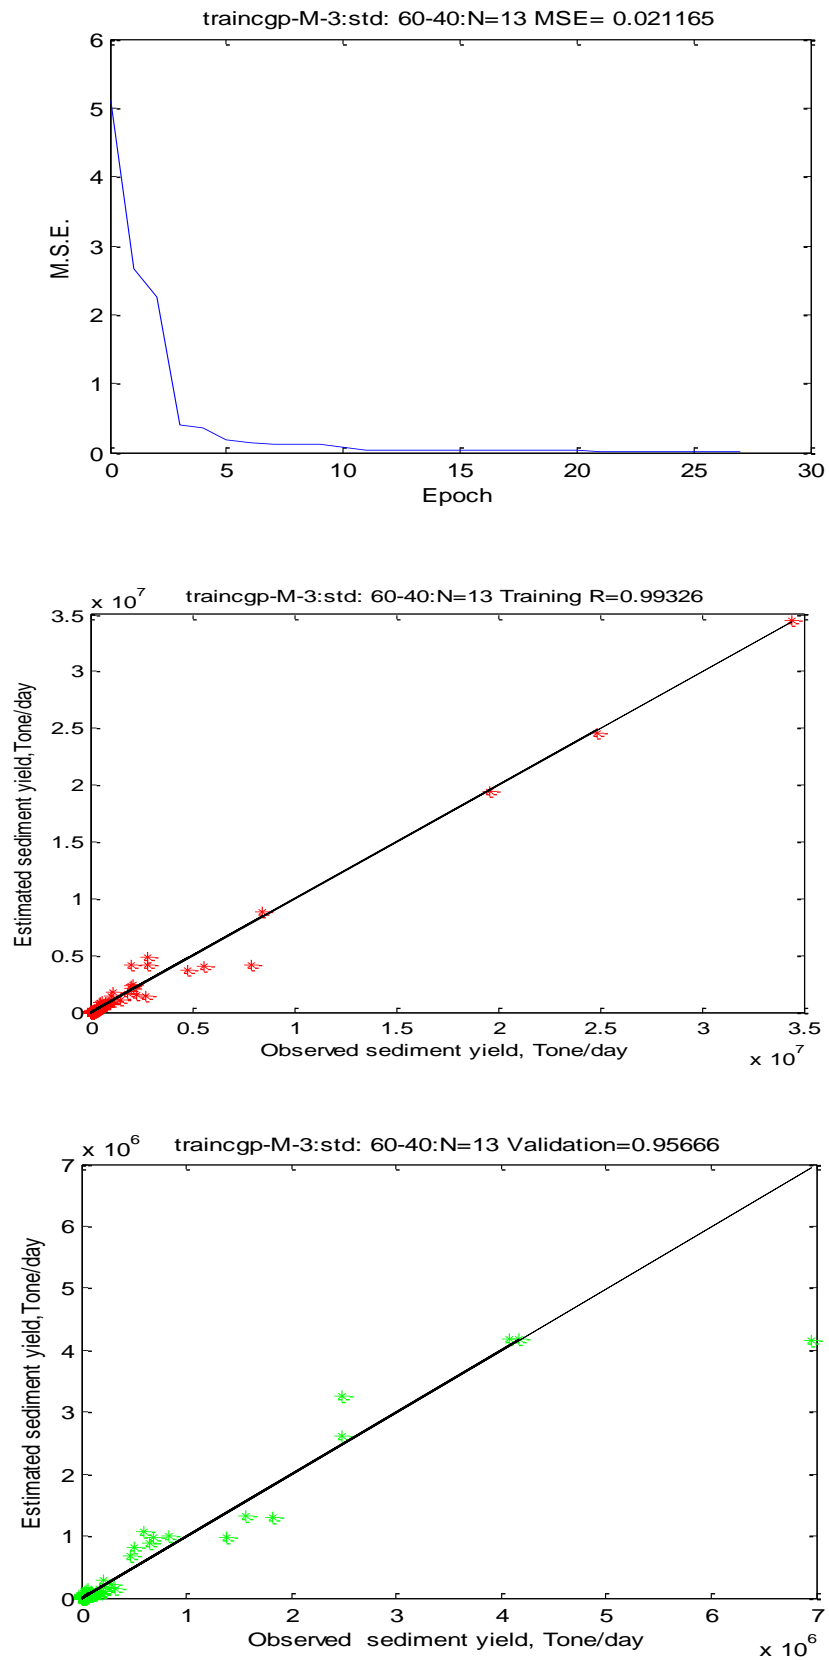 traincgp-M-3:std: 60-40:N=13 MSE= 0.021165
6
5
4
3
2
1
0
M.S.E.
0 5 10 15 20 25 30
Epoch
x 10^7 traincgp-M-3:std: 60-40:N=13 Training R=0.99326
3.5
3
2.5
2
1.5
1
0.5
0
Estimated sediment yield,Tone/day
0 0.5 1 1.5 2 2.5 3 3.5
Observed sediment yield, Tone/day
x 10^7
x 10^6 traincgp-M-3:std: 60-40:N=13 Validation=0.95666
7
6
5
4
3
2
1
0
Estimated sediment yield,Tone/day
0 1 2 3 4 5 6 7
Observed sediment yield, Tone/day
x 10^6